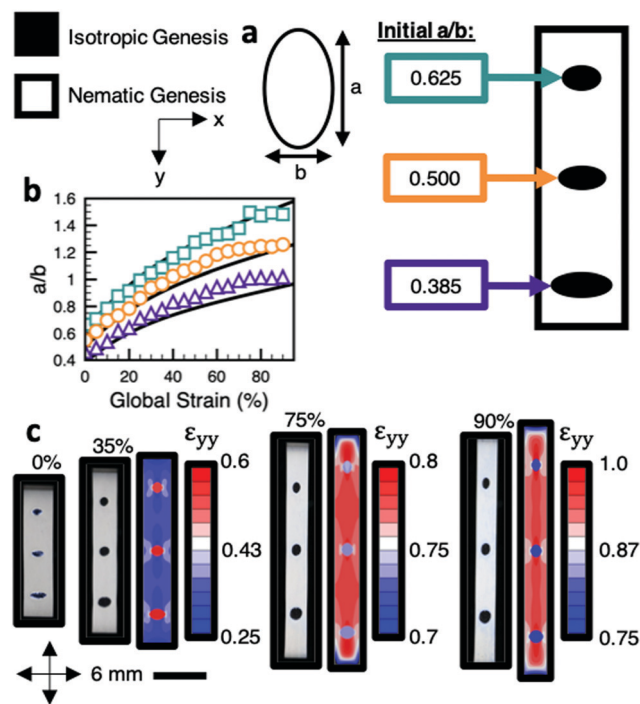 Isotropic Genesis
Nematic Genesis
x
y
a
a
b
Initial a/b:
0.625
0.500
0.385
b
1.6
1.4
1.2
1
0.8
0.6
0.4
a/b
0 20 40 60 80
Global Strain (%)
c
0%
35%
εyy
0.6
0.43
0.25
75%
εyy
0.8
0.75
0.7
90%
εyy
1.0
0.87
0.75
6 mm